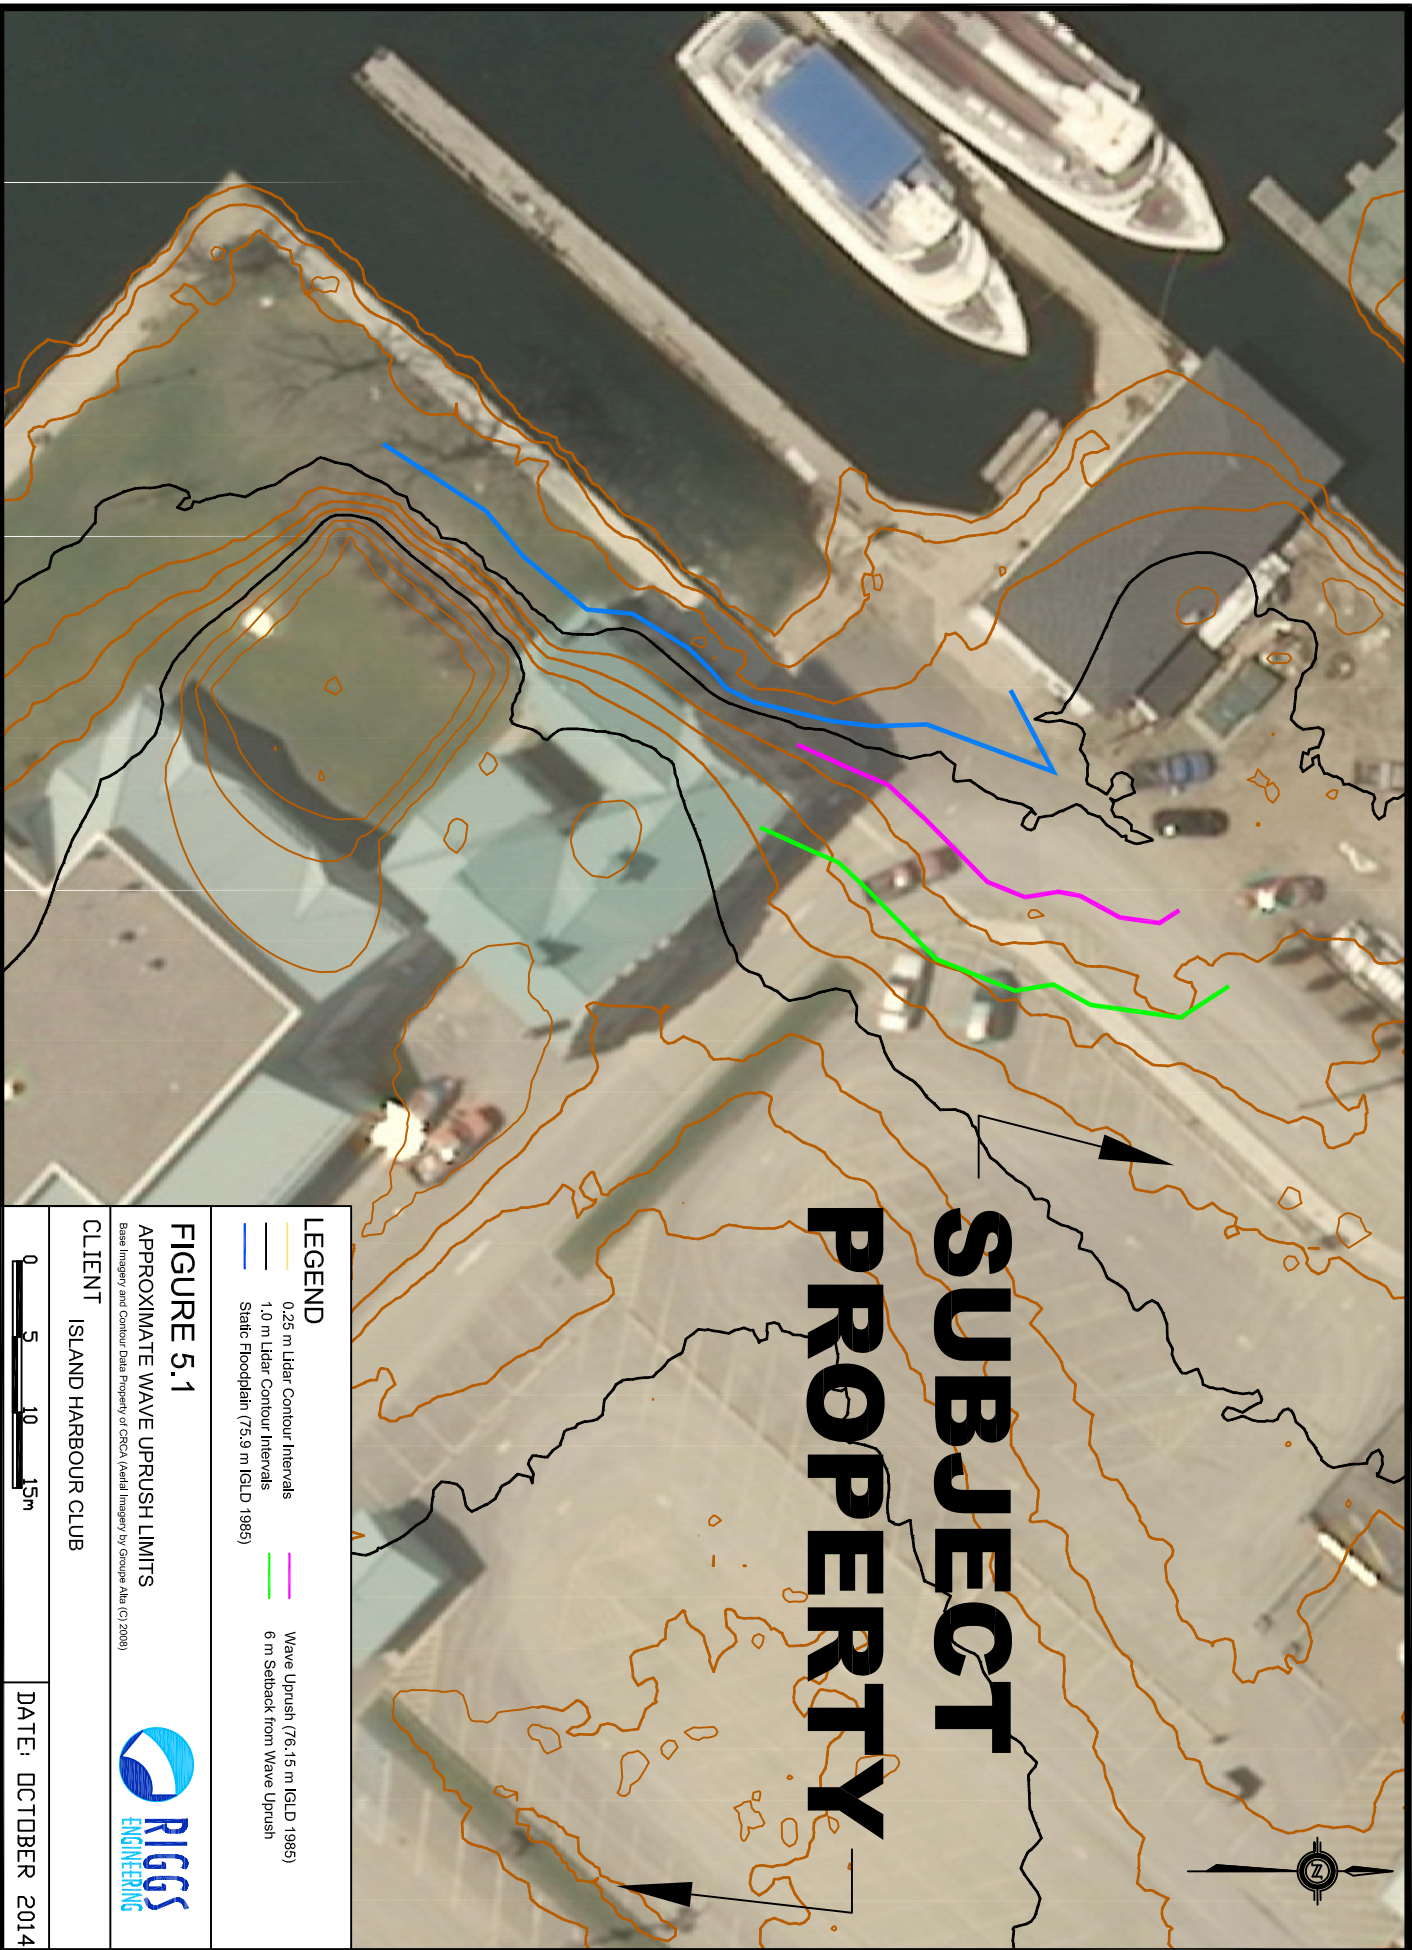 SUBJECT
PROPERTY
LEGEND
0.25 m Lidar Contour Intervals
1.0 m Lidar Contour Intervals
Static Floodplain (75.9 m IGLD 1985)
Wave Uprush (76.15 m IGLD 1985)
6 m Setback from Wave Uprush
FIGURE 5.1
APPROXIMATE WAVE UPRUSH LIMITS
Base Imagery and Contour Data Property of CRCA (Aerial Imagery by Groupe Alta (C) 2008)
RIGGS
ENGINEERING
CLIENT
ISLAND HARBOUR CLUB
0 5 10 15m
DATE: OCTOBER 2014
Z